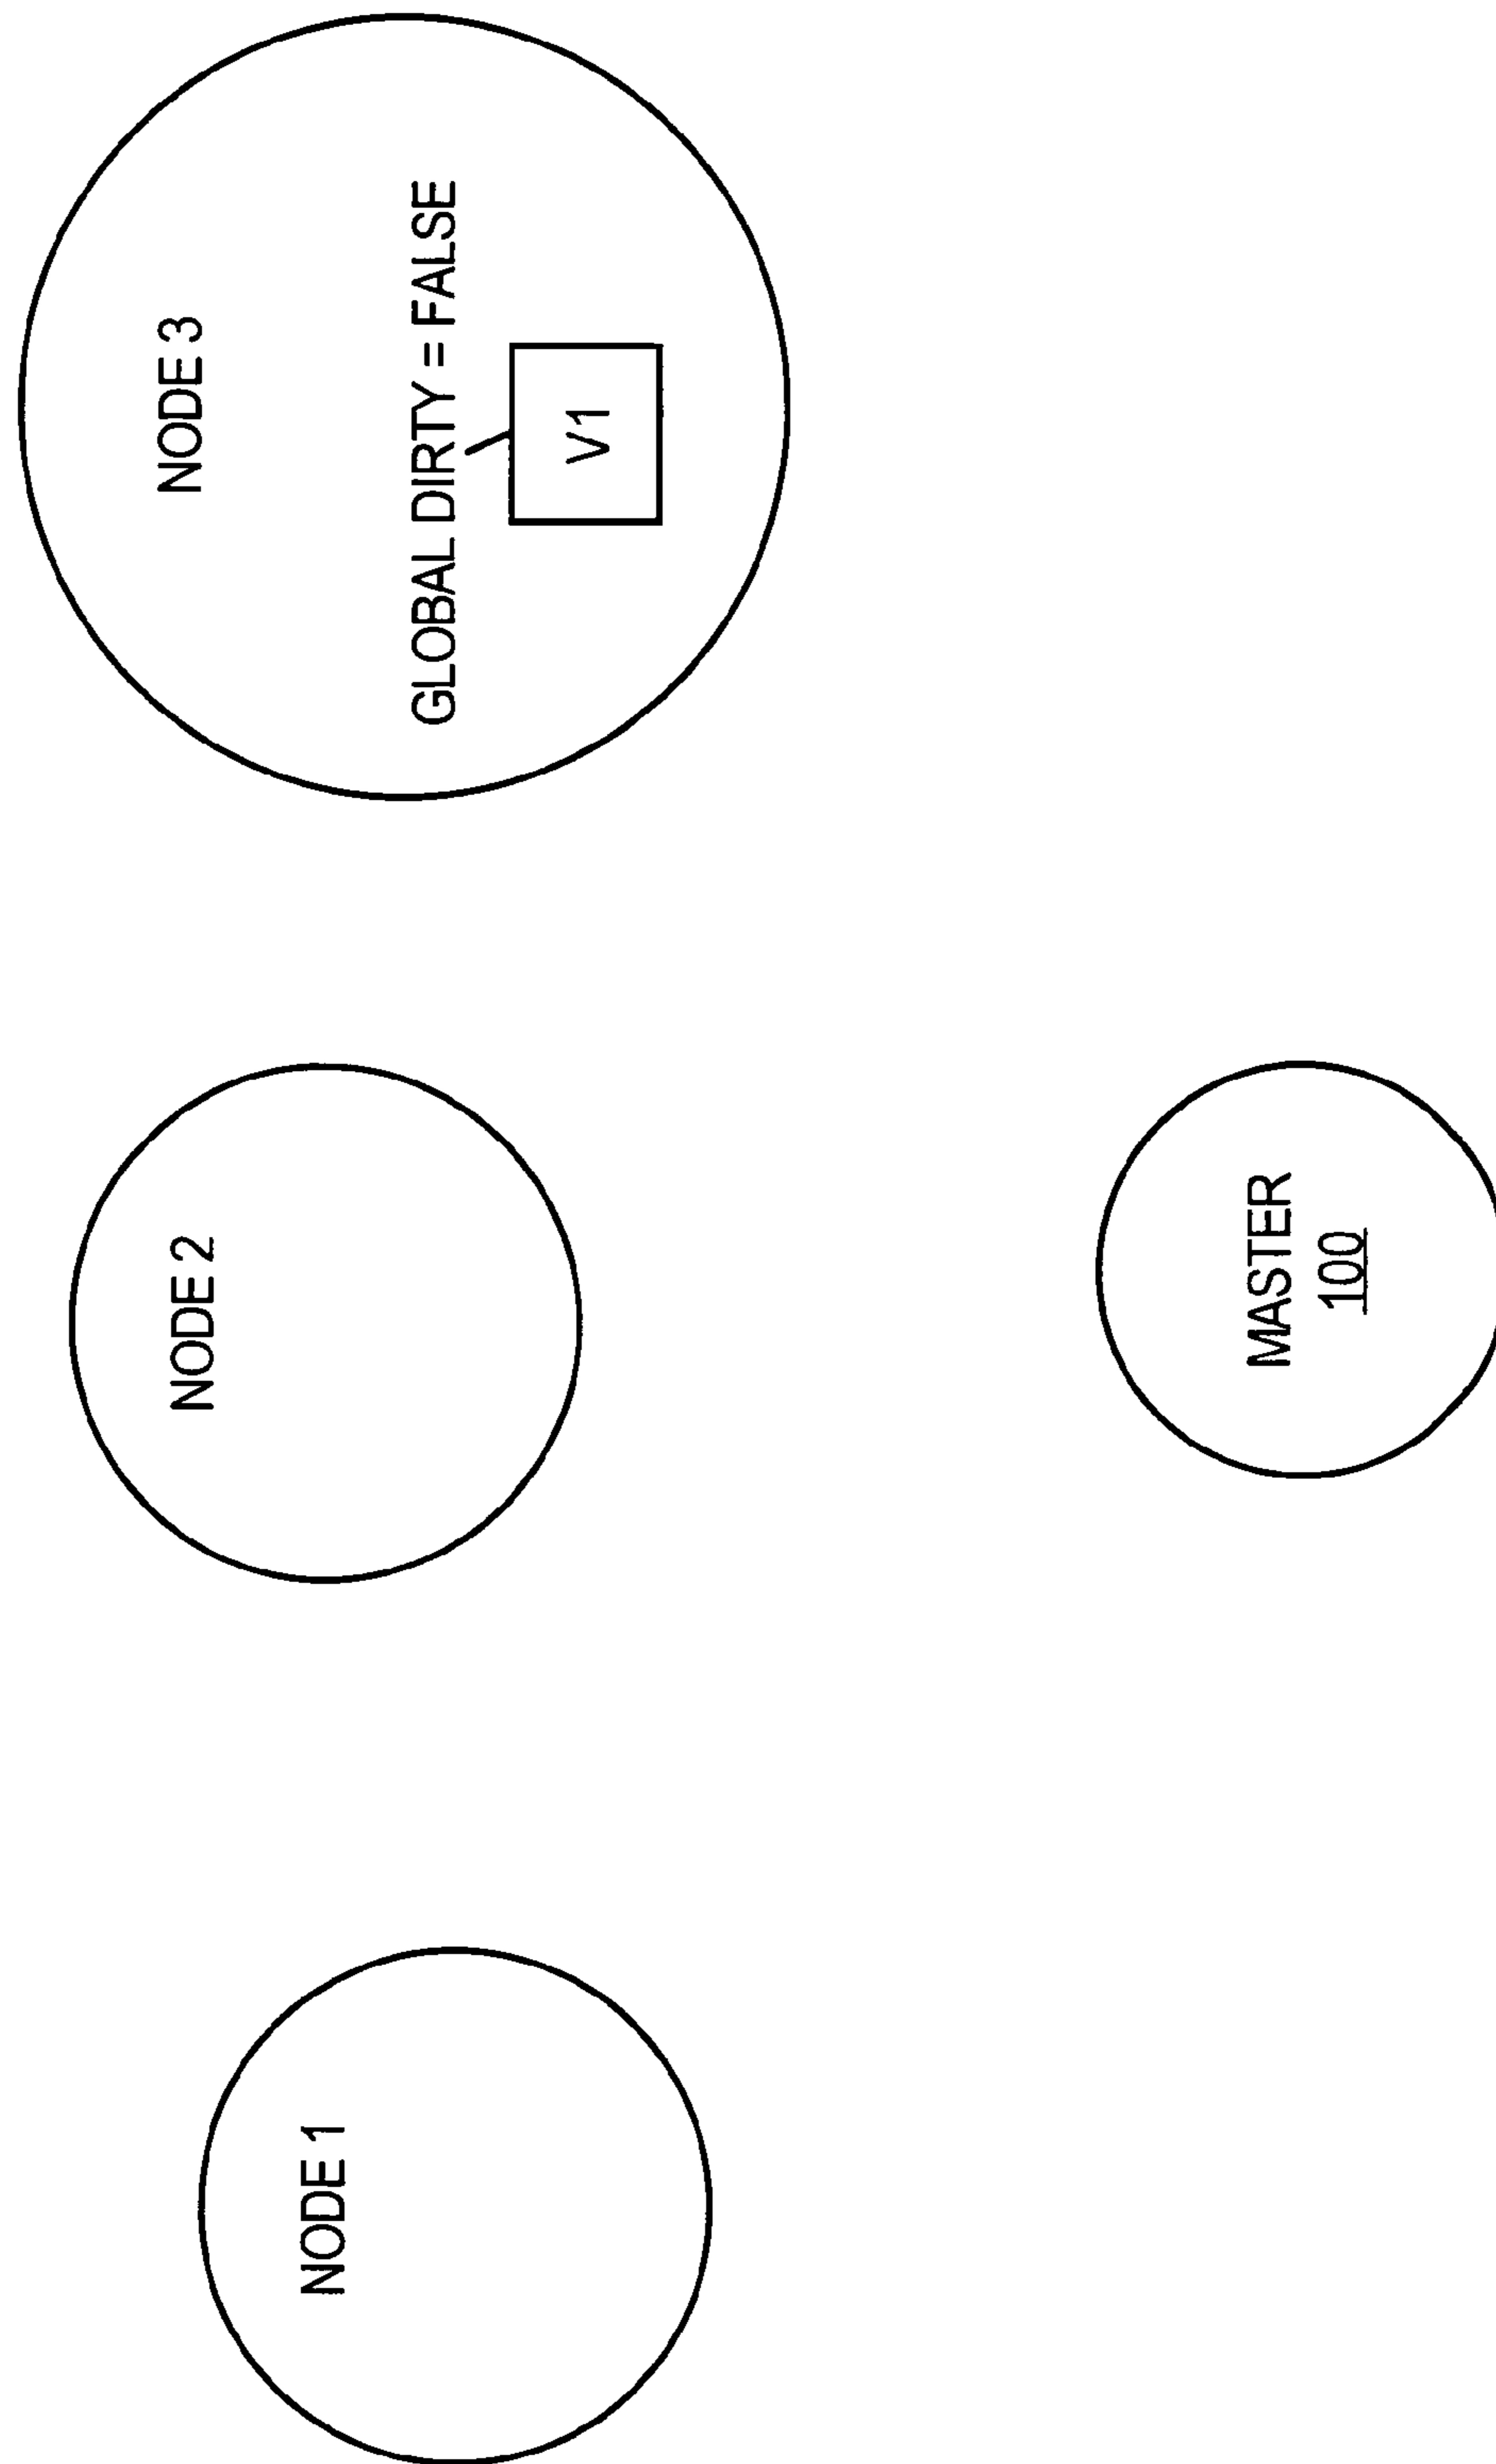 NODE 1
NODE 2
NODE 3
GLOBAL DIRTY = FALSE
V1
MASTER
100